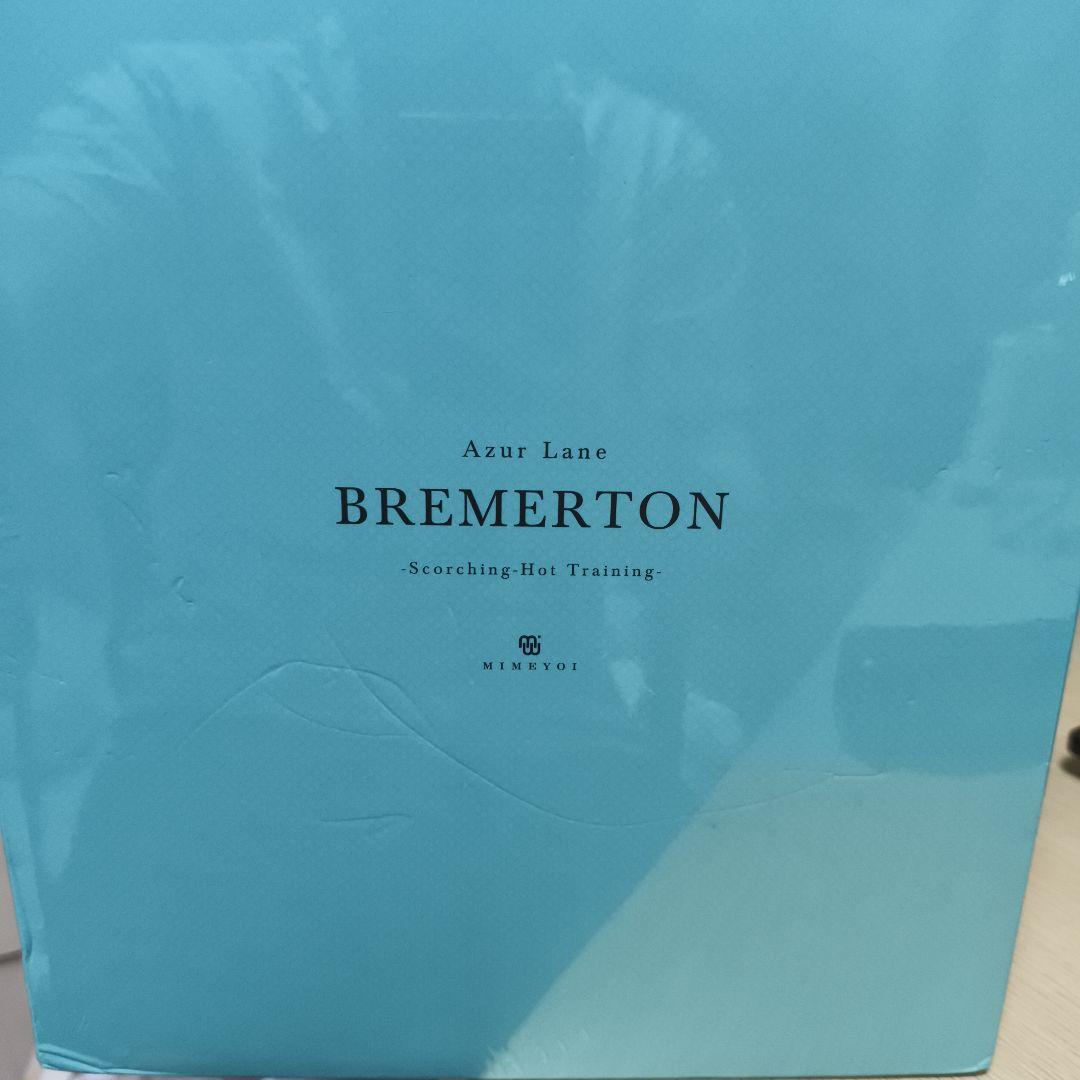 Azur Lane
BREMERTON
-Scorching-Hot Training-
MIMEYOI